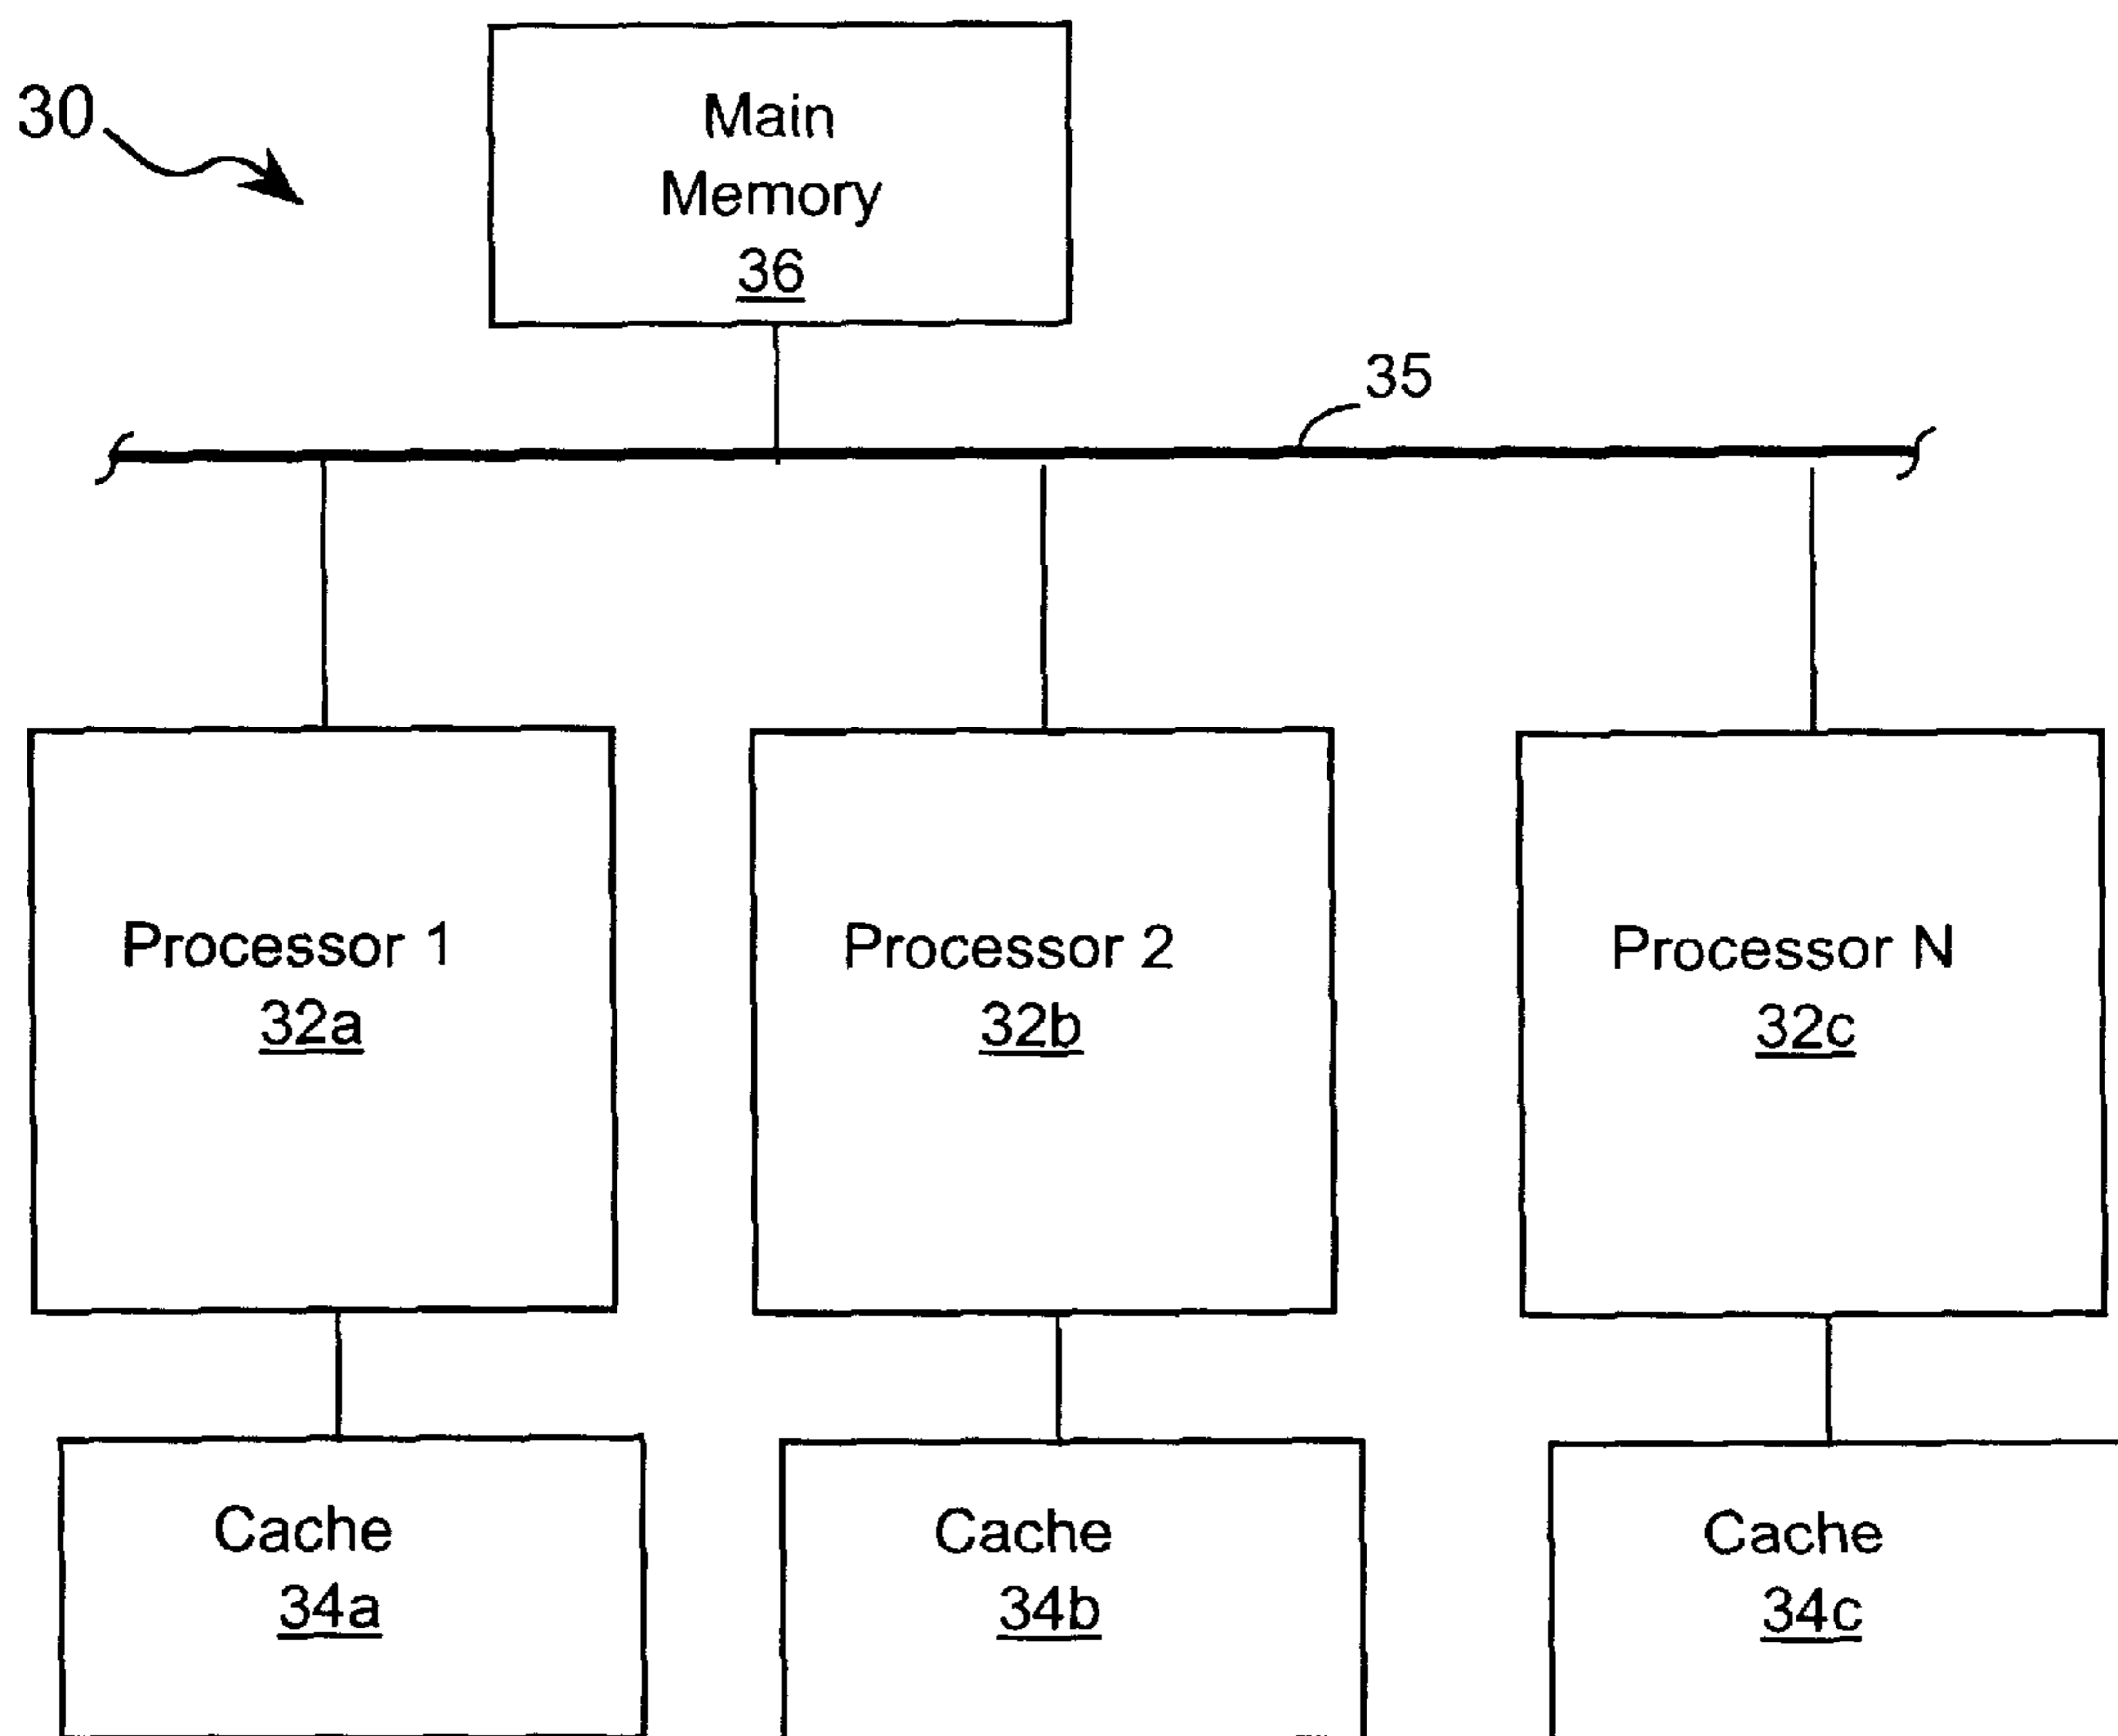 30
Main
Memory
36
35
Processor 1
32a
Processor 2
32b
Processor N
32c
Cache
34a
Cache
34b
Cache
34c